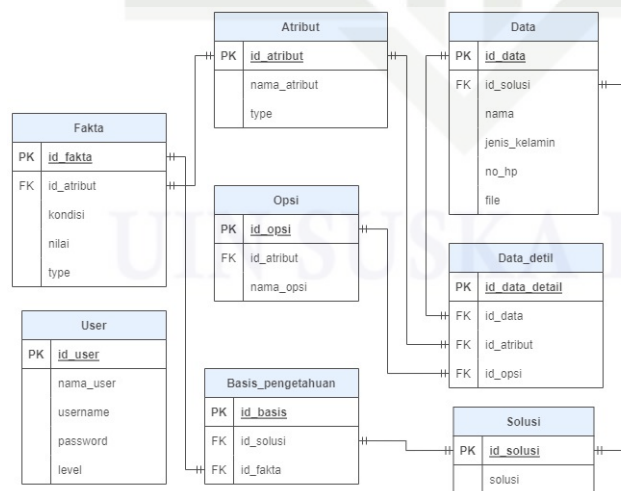 Atribut
PK id_atribut
nama_atribut
type
Data
PK id_data
FK id_solusi
nama
jenis_kelamin
no_hp
file
Fakta
PK id_fakta
FK id_atribut
kondisi
nilai
type
Opsi
PK id_opsi
FK id_atribut
nama_opsi
Data_detil
PK id_data_detail
FK id_data
FK id_atribut
FK id_opsi
User
PK id_user
nama_user
username
password
level
Basis_pengetahuan
PK id_basis
FK id_solusi
FK id_fakta
Solusi
PK id_solusi
solusi
UIN SUSKA